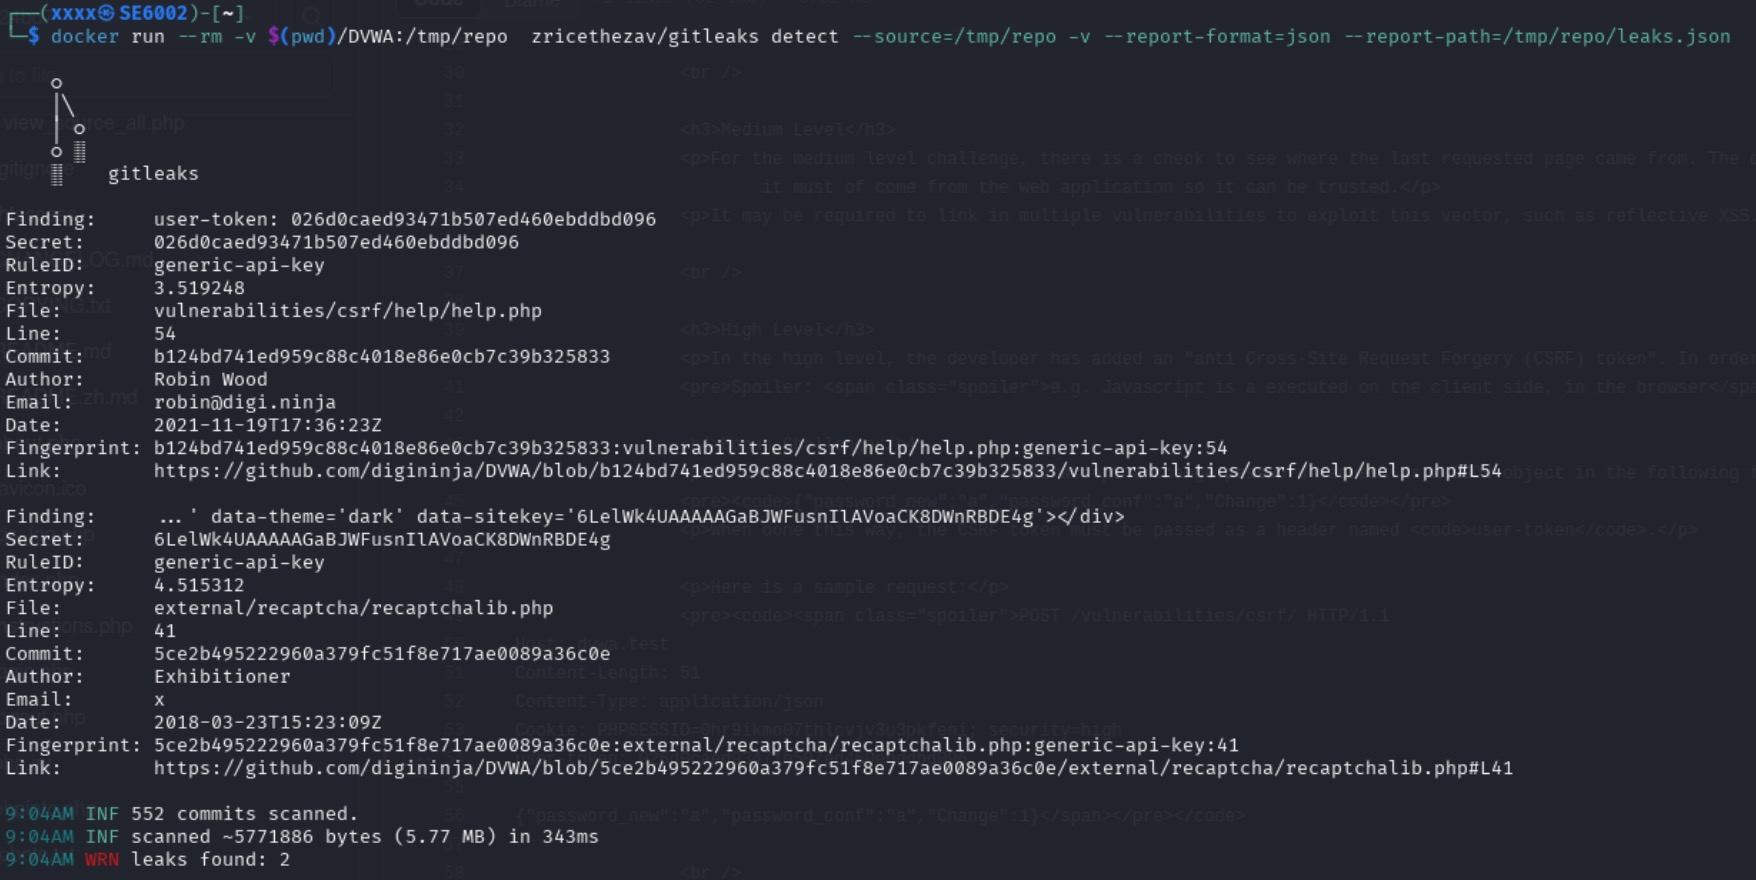 (xxxx㉿SE6002)-[~]
$ docker run --rm -v $(pwd)/DVWA:/tmp/repo  zricethezav/gitleaks detect --source=/tmp/repo -v --report-format=json --report-path=/tmp/repo/leaks.json
gitleaks
Finding:     user-token: 026d0caed93471b507ed460ebddbd096
Secret:      026d0caed93471b507ed460ebddbd096
RuleID:      generic-api-key
Entropy:     3.519248
File:        vulnerabilities/csrf/help/help.php
Line:        54
Commit:      b124bd741ed959c88c4018e86e0cb7c39b325833
Author:      Robin Wood
Email:       robin@digi.ninja
Date:        2021-11-19T17:36:23Z
Fingerprint: b124bd741ed959c88c4018e86e0cb7c39b325833:vulnerabilities/csrf/help/help.php:generic-api-key:54
Link:        https://github.com/digininja/DVWA/blob/b124bd741ed959c88c4018e86e0cb7c39b325833/vulnerabilities/csrf/help/help.php#L54
Finding:     ...' data-theme='dark' data-sitekey='6LelWk4UAAAAAGaBJWFusnIlAVoaCK8DWnRBDE4g'></div>
Secret:      6LelWk4UAAAAAGaBJWFusnIlAVoaCK8DWnRBDE4g
RuleID:      generic-api-key
Entropy:     4.515312
File:        external/recaptcha/recaptchalib.php
Line:        41
Commit:      5ce2b495222960a379fc51f8e717ae0089a36c0e
Author:      Exhibitioner
Email:       x
Date:        2018-03-23T15:23:09Z
Fingerprint: 5ce2b495222960a379fc51f8e717ae0089a36c0e:external/recaptcha/recaptchalib.php:generic-api-key:41
Link:        https://github.com/digininja/DVWA/blob/5ce2b495222960a379fc51f8e717ae0089a36c0e/external/recaptcha/recaptchalib.php#L41
9:04AM INF 552 commits scanned.
9:04AM INF scanned ~5771886 bytes (5.77 MB) in 343ms
9:04AM WRN leaks found: 2